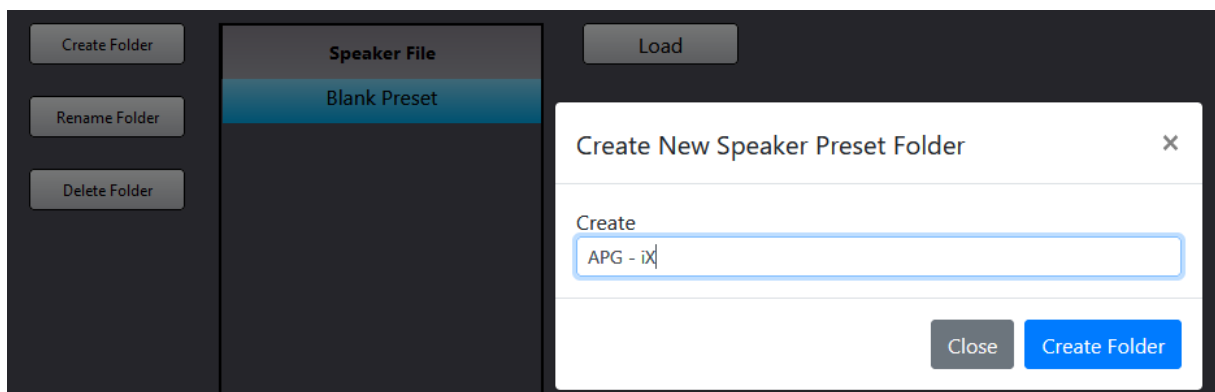 Create Folder
Speaker File
Load
Blank Preset
Rename Folder
Delete Folder
Create New Speaker Preset Folder ×
Create
APG - iX
Close Create Folder